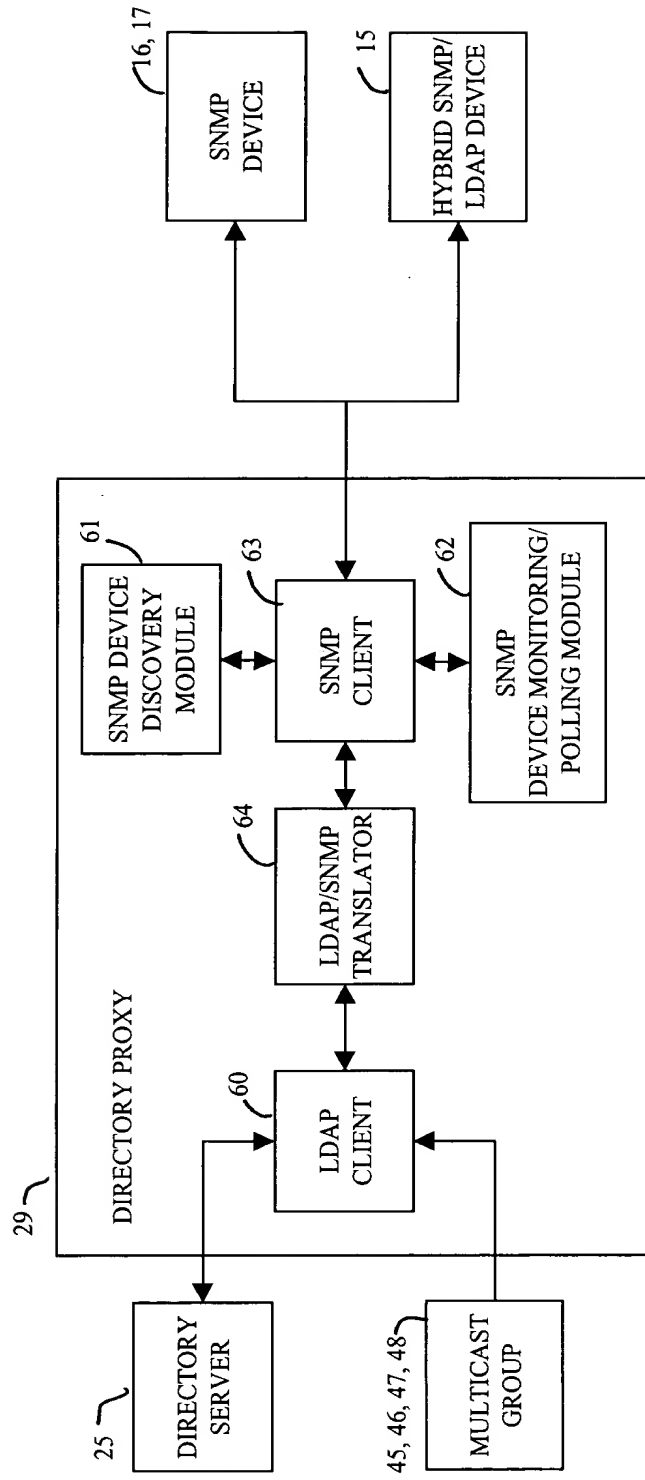 29
DIRECTORY PROXY
25
DIRECTORY
SERVER
45, 46, 47, 48
MULTICAST
GROUP
60
LDAP
CLIENT
64
LDAP/SNMP
TRANSLATOR
61
SNMP DEVICE
DISCOVERY
MODULE
63
SNMP
CLIENT
62
SNMP
DEVICE MONITORING/
POLLING MODULE
16, 17
SNMP
DEVICE
15
HYBRID SNMP/
LDAP DEVICE